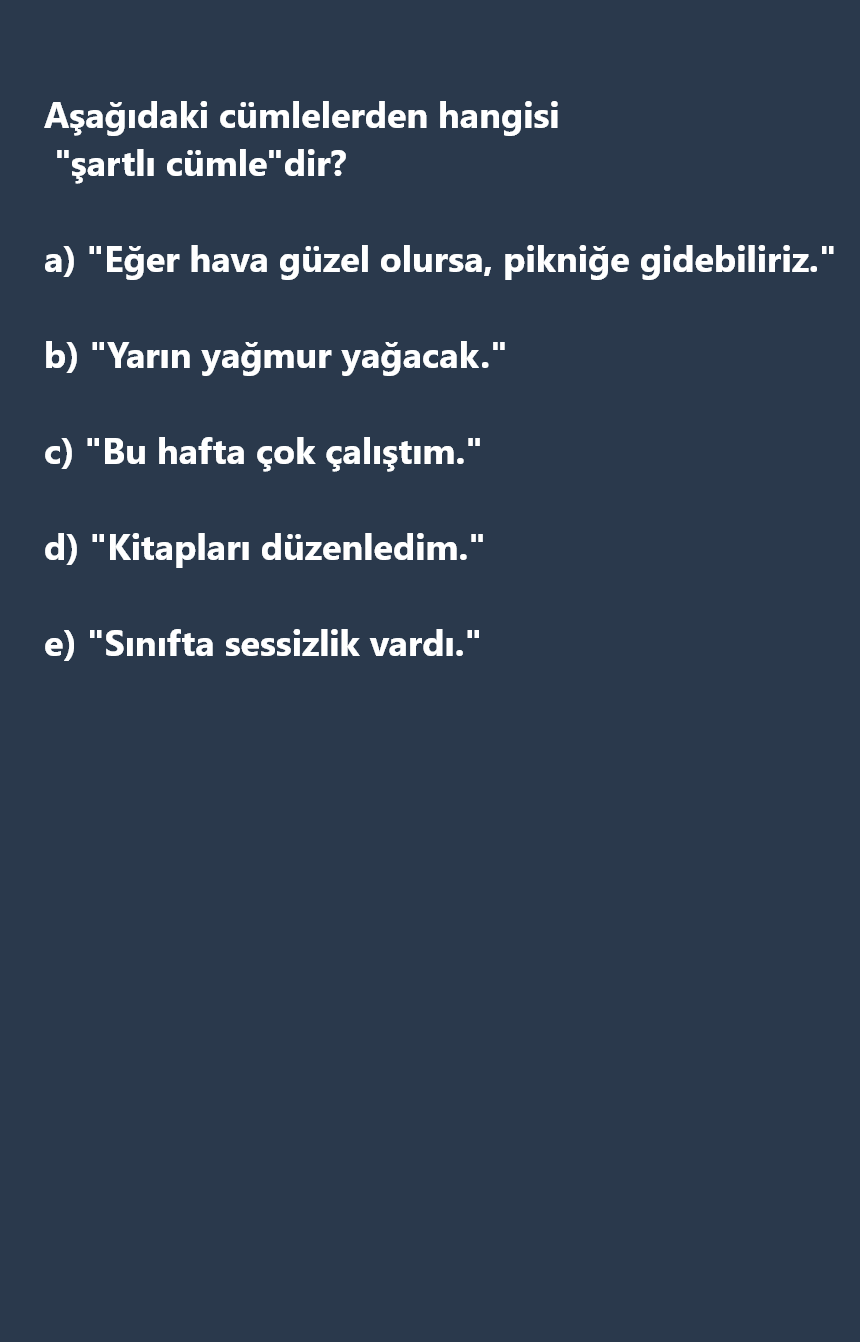 Aşağıdaki cümlelerden hangisi
"şartlı cümle"dir?
a) "Eğer hava güzel olursa, pikniğe gidebiliriz."
b) "Yarın yağmur yağacak."
c) "Bu hafta çok çalıştım."
d) "Kitapları düzenledim."
e) "Sınıfta sessizlik vardı."